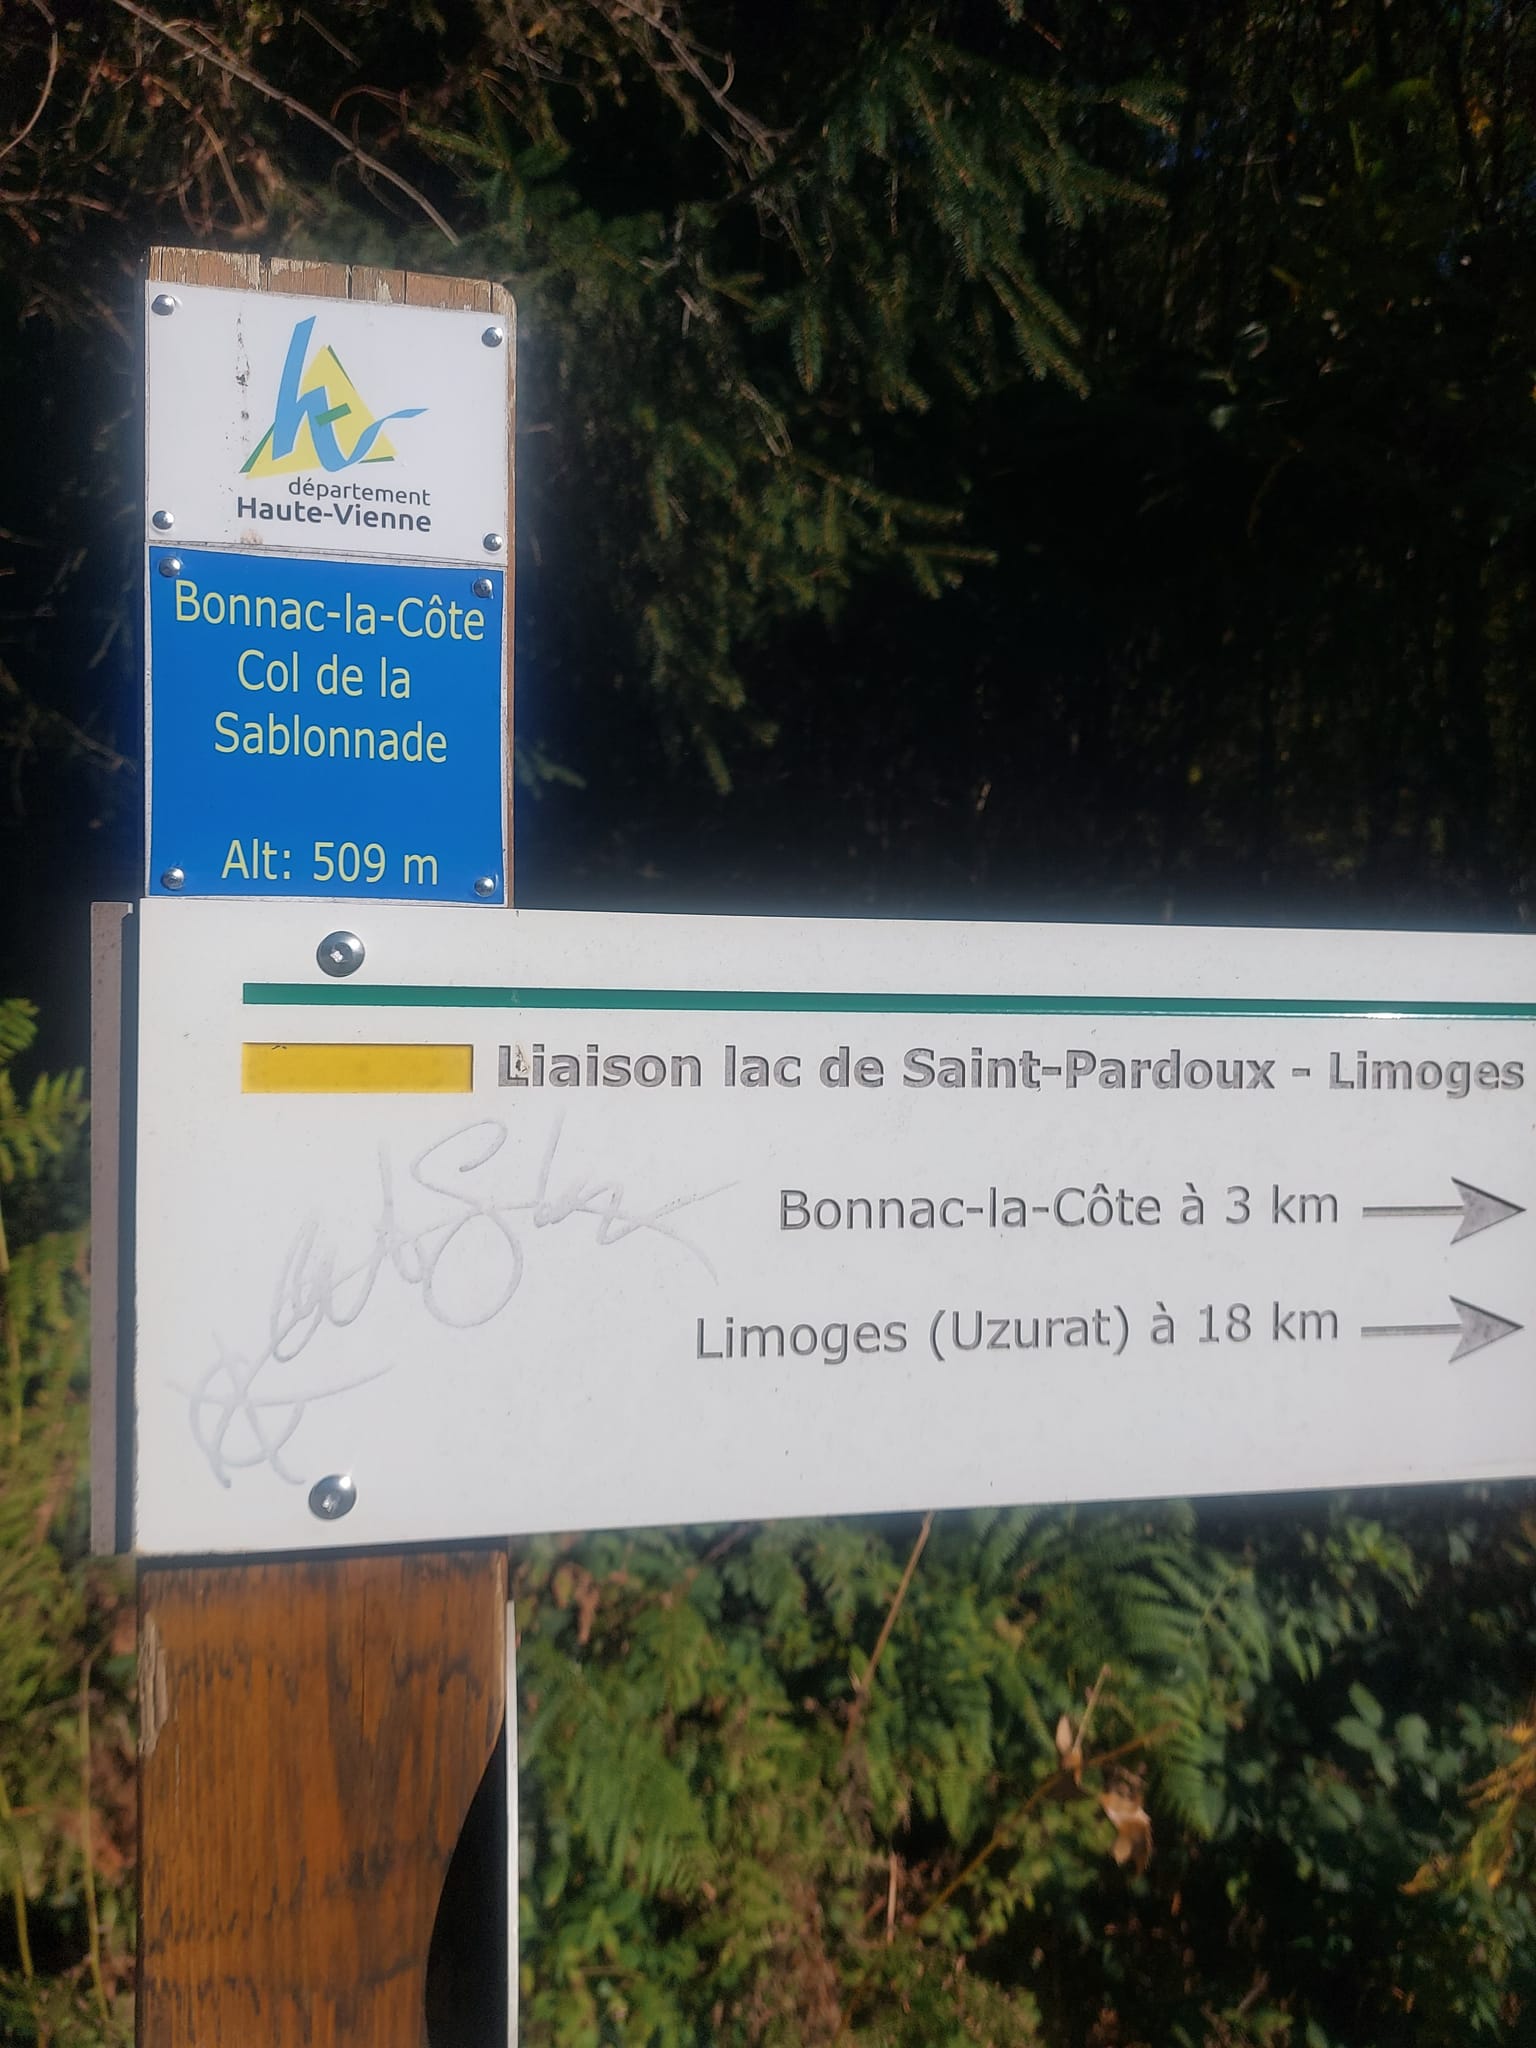 département
Haute-Vienne
Bonnac-la-Côte
Col de la
Sablonnade
Alt: 509 m
Liaison lac de Saint-Pardoux - Limoges
Bonnac-la-Côte à 3 km
Limoges (Uzurat) à 18 km